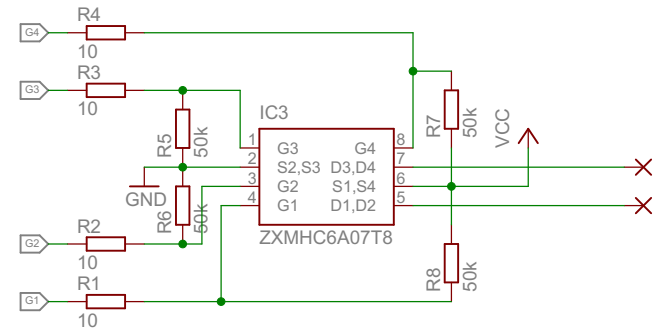 G4
R4
10
G3
R3
10
R5
50k
IC3
1
G3
G4
8
2
S2,S3
D3,D4
7
3
G2
S1,S4
6
4
G1
D1,D2
5
ZXMHC6A07T8
R7
50k
VCC
GND
R6
50k
G2
R2
10
R8
50k
G1
R1
10